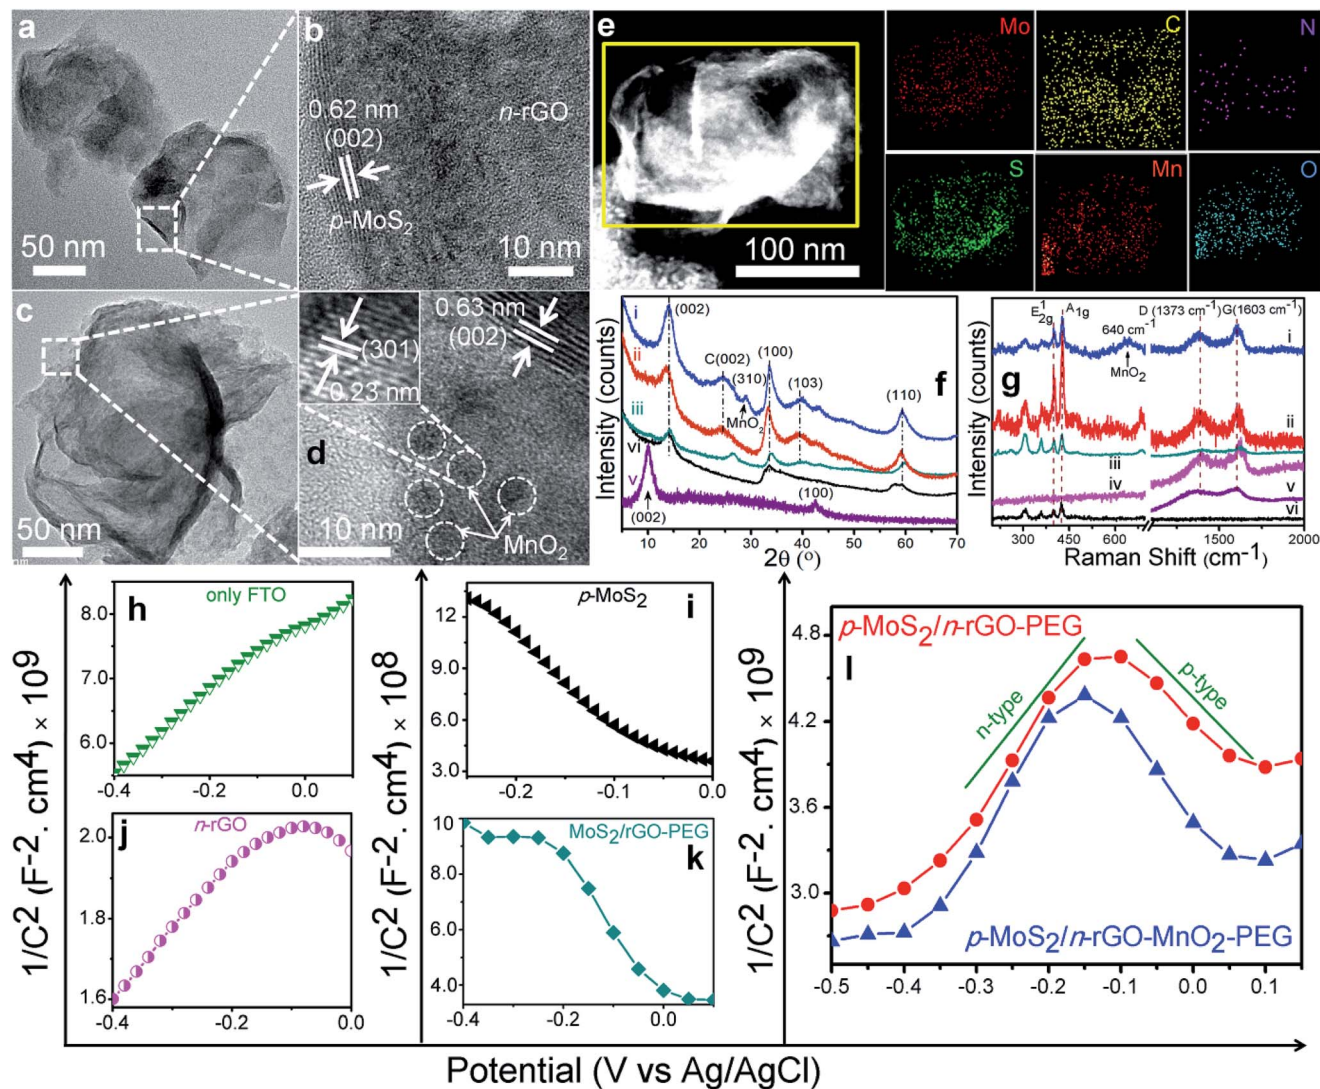 a
50 nm
b
0.62 nm
(002)
n-rGO
p-MoS2
10 nm
c
50 nm
(301)
0.23 nm
0.63 nm
(002)
d
10 nm
MnO2
e
100 nm
Mo
C
N
S
Mn
O
Intensity (counts)
i
ii
iii
vi
v
(002)
C(002)
(310)
MnO2
(100)
(103)
(110)
f
(002)
(100)
10 20 30 40 50 60 70
2θ (°)
Intensity (counts)
E12g
A1g
640 cm-1
MnO2
D (1373 cm-1)
G(1603 cm-1)
g
i
ii
iii
iv
v
vi
300 450 600 1500 2000
Raman Shift (cm-1)
h
only FTO
8.0
7.0
6.0
-0.4 -0.2 0.0
1/C2 (F-2. cm4) × 109
p-MoS2
i
12
9.0
6.0
3.0
-0.2 -0.1 0.0
1/C2 (F-2. cm4) × 108
j
n-rGO
2.0
1.8
1.6
-0.4 -0.2 0.0
MoS2/rGO-PEG
k
10
8.0
6.0
4.0
-0.4 -0.2 0.0
1/C2 (F-2. cm4) × 109
p-MoS2/n-rGO-PEG
l
n-type
p-type
p-MoS2/n-rGO-MnO2-PEG
4.8
4.2
3.6
3.0
-0.5 -0.4 -0.3 -0.2 -0.1 0.0 0.1
Potential (V vs Ag/AgCl)